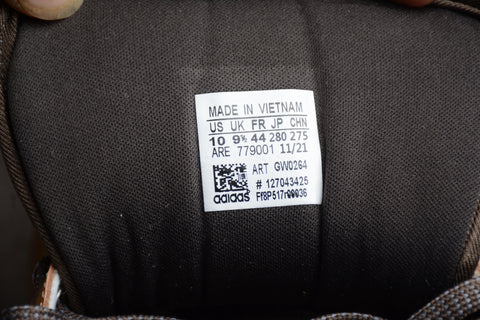 MADE IN VIETNAM
US UK FR JP CHN
10 9½ 44 280 275
ARE 779001 11/21
ART GW0264
# 127043425
adidas Ff8P517r09036